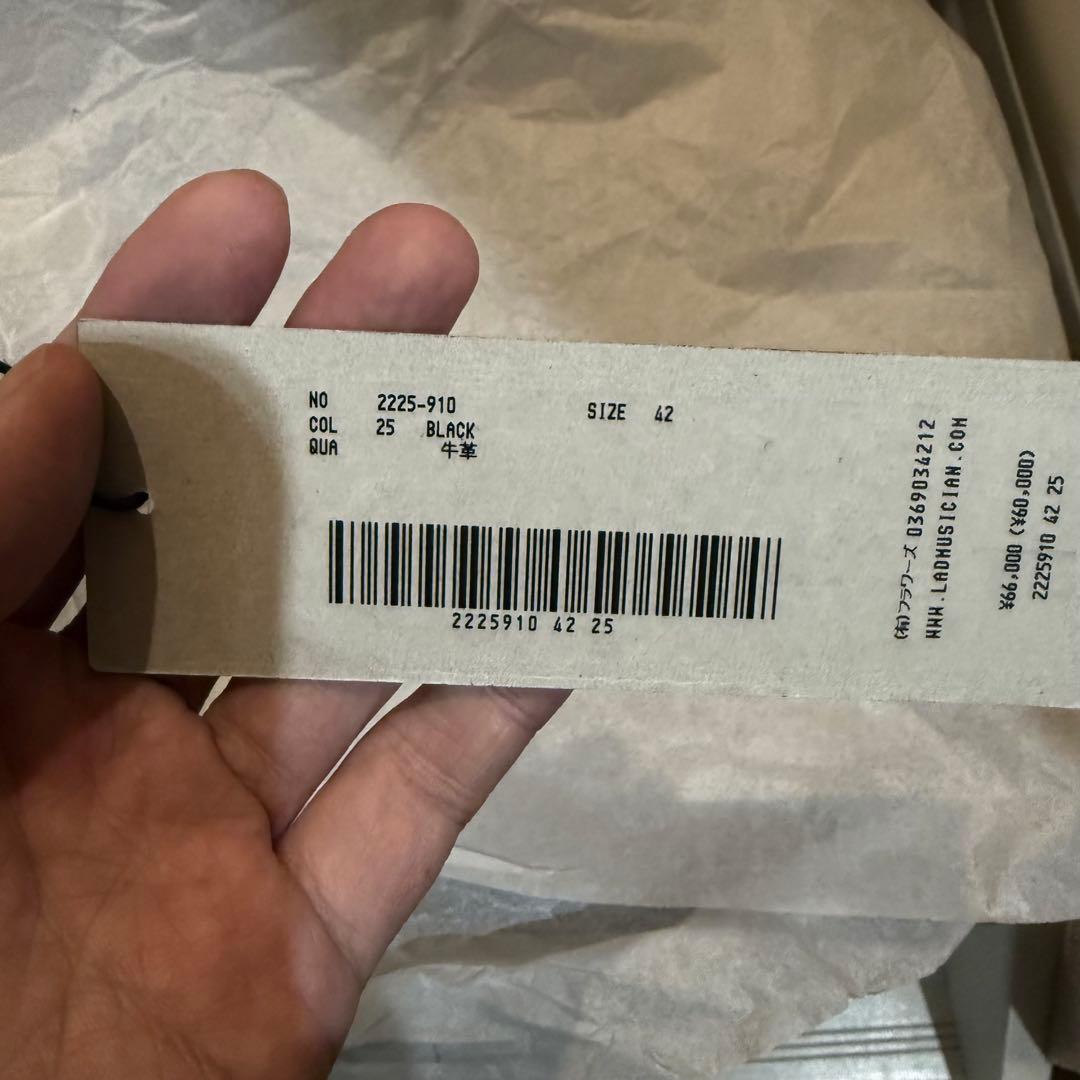 NO 2225-910 SIZE 42
COL 25 BLACK
QUA 牛革
2225910 42 25
(有)フラワーズ 0369034212
WWW.LADMUSICIAN.COM
¥66,000 (¥60,000)
2225910 42 25